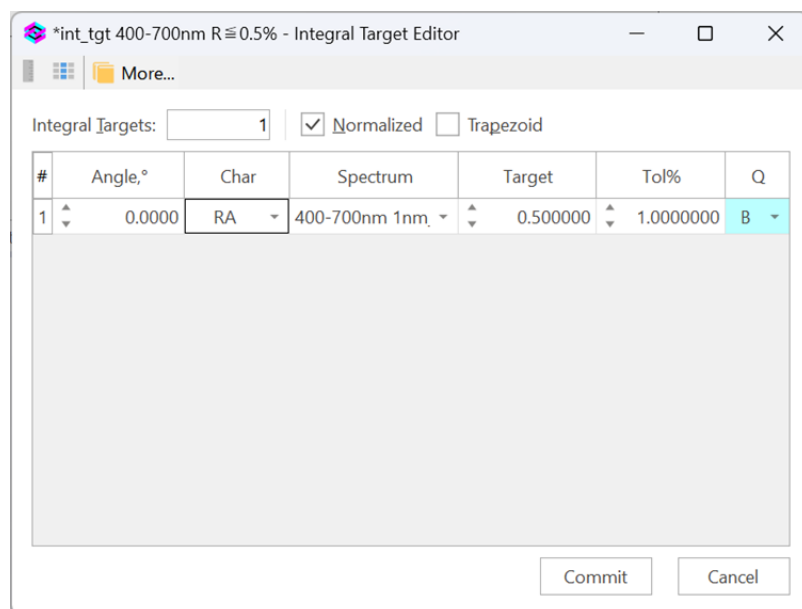 *int_tgt 400-700nm R≦0.5% - Integral Target Editor
More...
Integral Targets: 1 Normalized Trapezoid
# Angle,° Char Spectrum Target Tol% Q
1 0.0000 RA 400-700nm 1nm, 0.500000 1.0000000 B
Commit Cancel